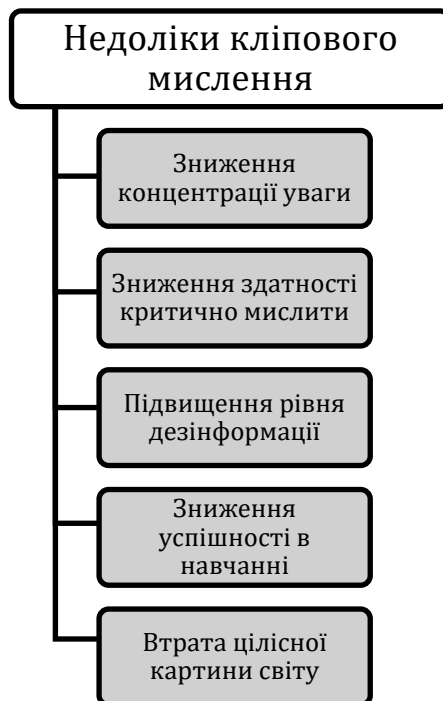 Недоліки кліпового
мислення
Зниження
концентрації уваги
Зниження здатності
критично мислити
Підвищення рівня
дезінформації
Зниження
успішності в
навчанні
Втрата цілісної
картини світу